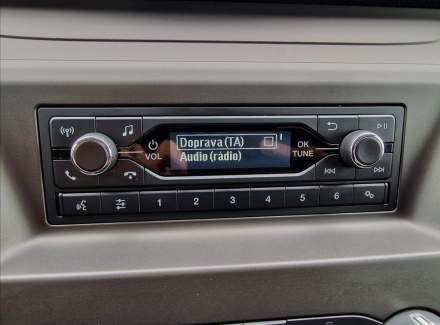 Doprava (TA)
Audio (rádio)
VOL
OK
TUNE
1 2 3 4 5 6